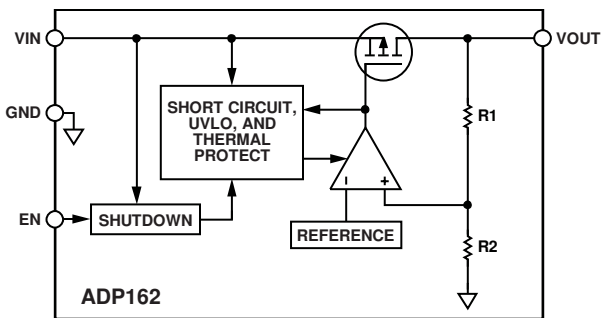 VIN
VOUT
GND
SHORT CIRCUIT,
UVLO, AND
THERMAL
PROTECT
R1
– +
EN
SHUTDOWN
REFERENCE
R2
ADP162